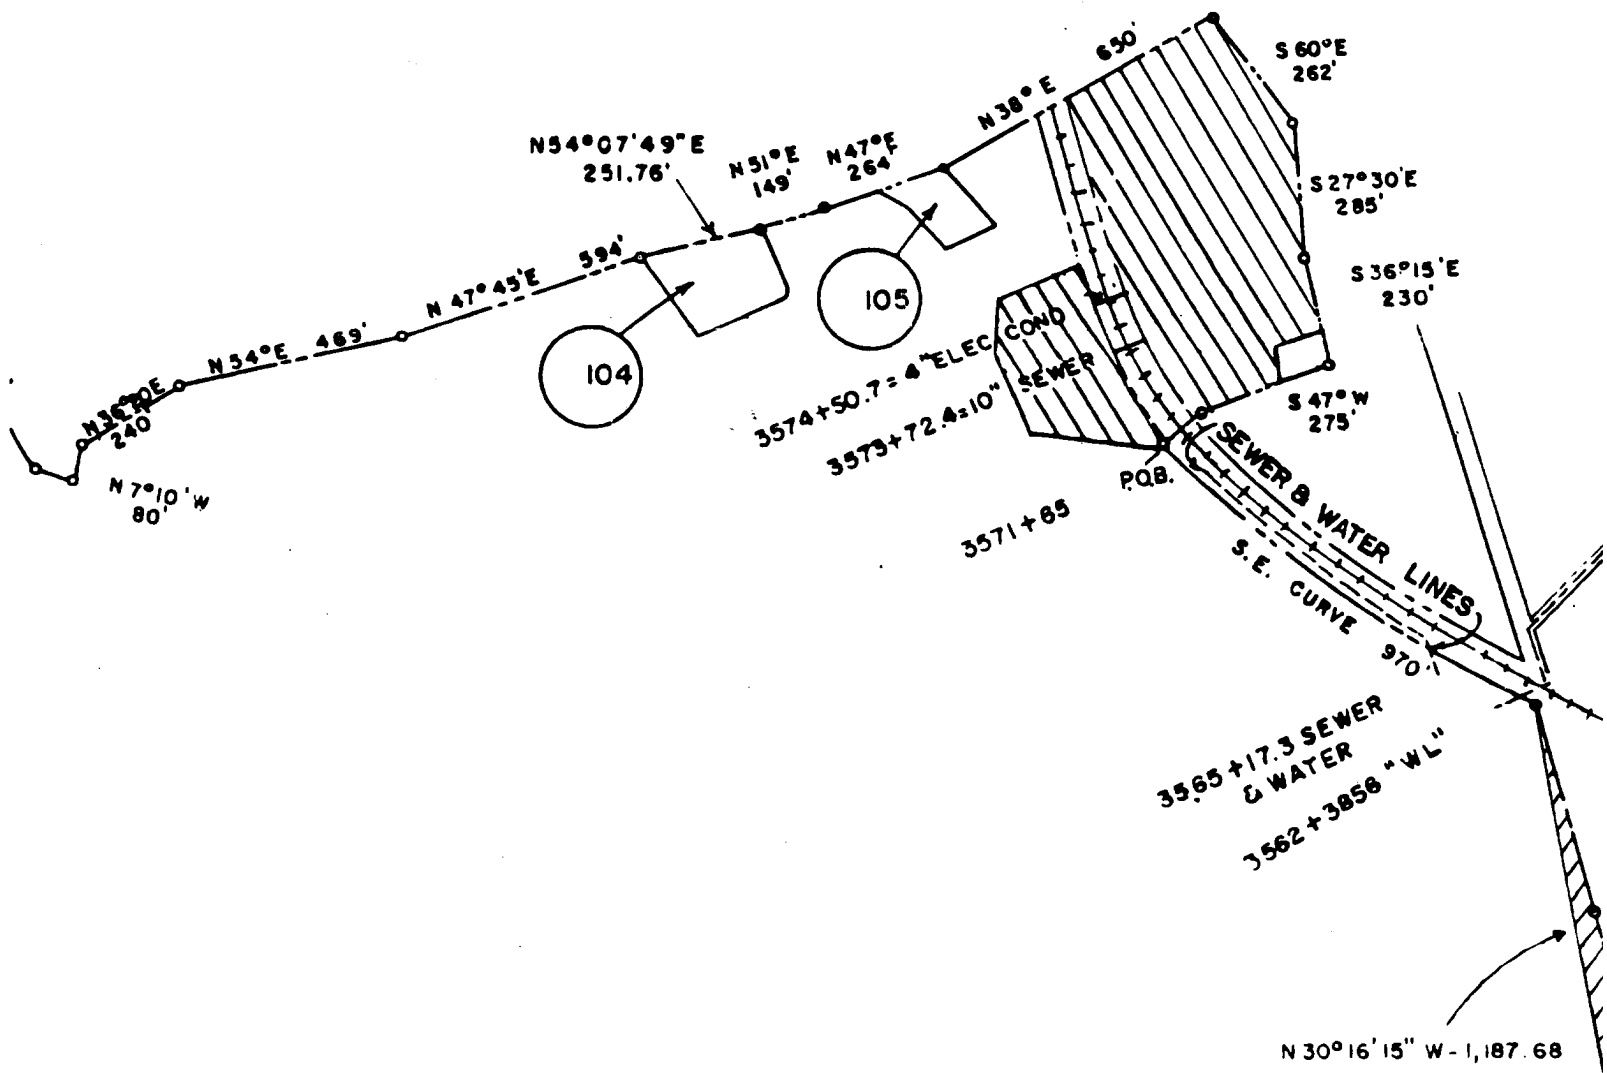 650'
S 60° E
262'
N 38° E
N54°07'49"E
251.76'
N 51° E
149'
N 47° E
264'
S 27° 30' E
285'
594'
N 47° 45' E
S 36° 15' E
230'
105
104
N 54° E 469'
240'
N 7° 10' W
80'
3574+50.7 = 4" ELEC COND
3573+72.4=10" SEWER
S 47° W
275'
P.O.B.
3571+65
SEWER & WATER LINES
S.E. CURVE 970'
3565+17.3 SEWER
& WATER
3562+3858 "WL"
N 30° 16' 15" W - 1,187.68